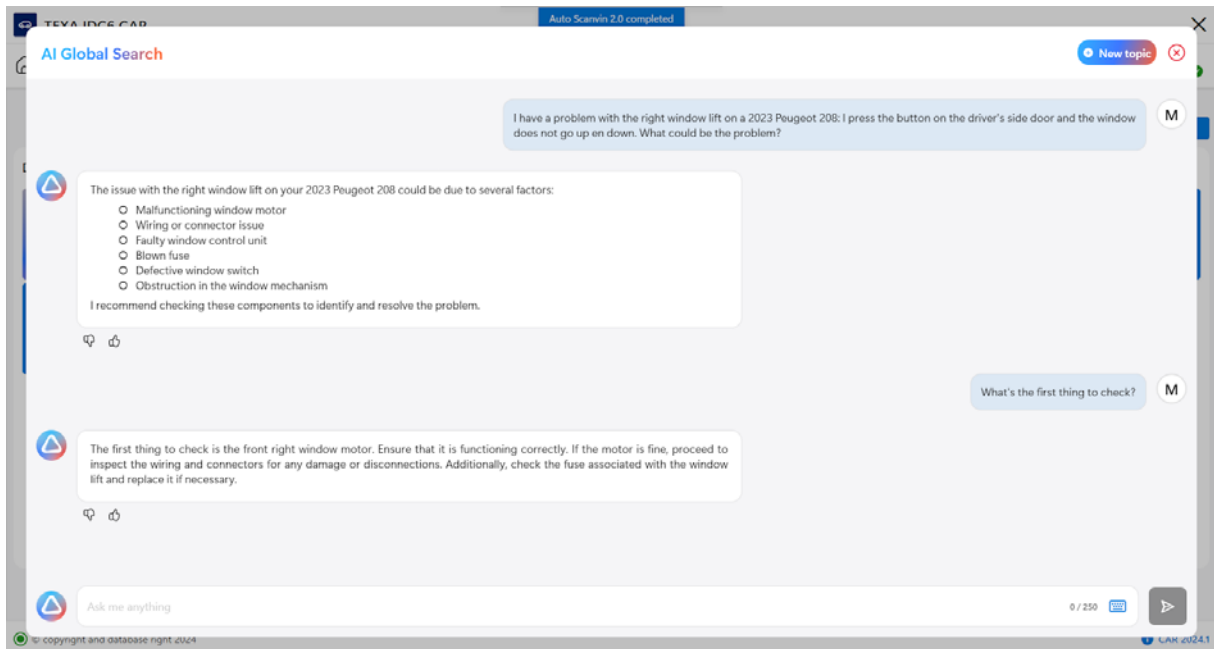 TEXA IDC6 CAR
Auto Scanvin 2.0 completed
AI Global Search
New topic
I have a problem with the right window lift on a 2023 Peugeot 208: I press the button on the driver's side door and the window
does not go up en down. What could be the problem?
M
The issue with the right window lift on your 2023 Peugeot 208 could be due to several factors:
Malfunctioning window motor
Wiring or connector issue
Faulty window control unit
Blown fuse
Defective window switch
Obstruction in the window mechanism
I recommend checking these components to identify and resolve the problem.
What's the first thing to check?
M
The first thing to check is the front right window motor. Ensure that it is functioning correctly. If the motor is fine, proceed to
inspect the wiring and connectors for any damage or disconnections. Additionally, check the fuse associated with the window
lift and replace it if necessary.
Ask me anything
0 / 250
© copyright and database right 2024
CAR 2024.1